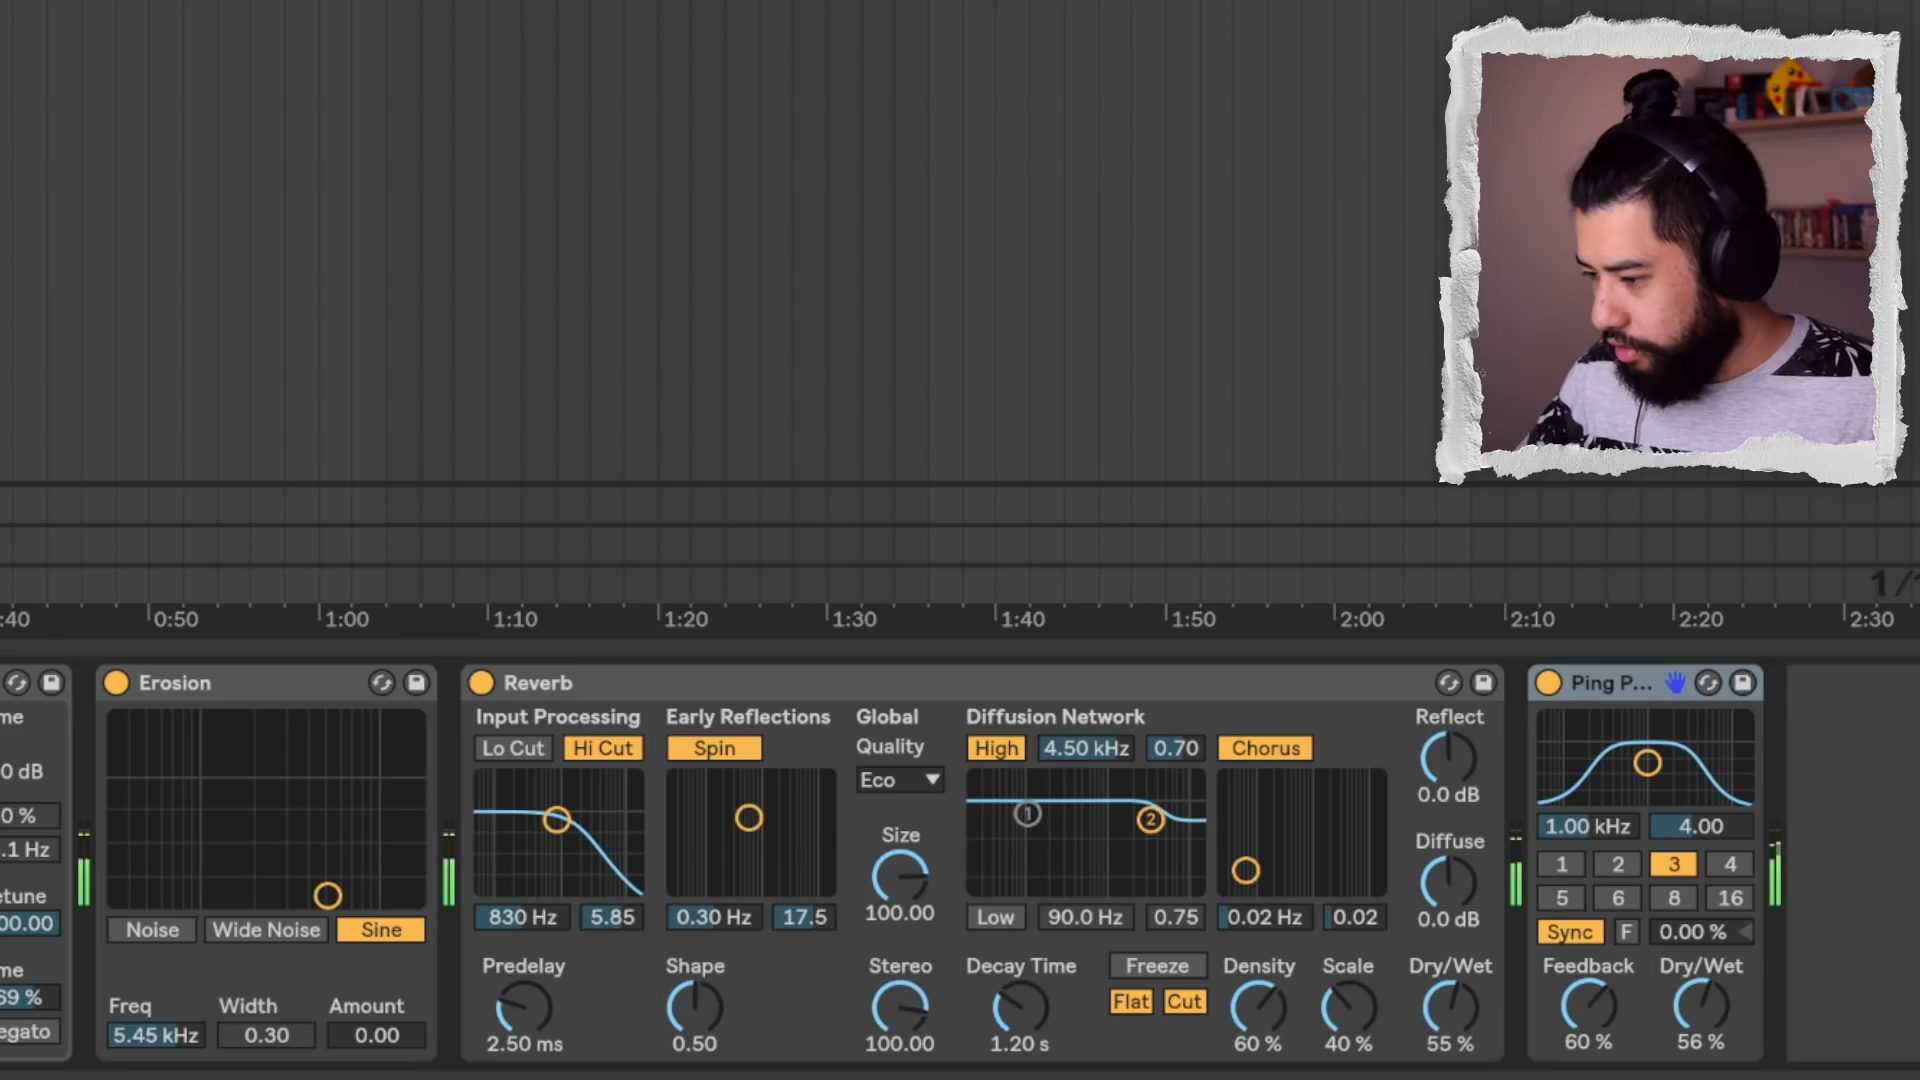 1/
:40 0:50 1:00 1:10 1:20 1:30 1:40 1:50 2:00 2:10 2:20 2:30
me
0 dB
0 %
.1 Hz
etune
00.00
me
69 %
egato
Erosion
Noise Wide Noise Sine
Freq Width Amount
5.45 kHz 0.30 0.00
Reverb
Input Processing
Lo Cut Hi Cut
830 Hz 5.85
Predelay
2.50 ms
Early Reflections
Spin
0.30 Hz 17.5
Shape
0.50
Global
Quality
Eco
Size
100.00
Stereo
100.00
Diffusion Network
High 4.50 kHz 0.70 Chorus
1 2
Low 90.0 Hz 0.75 0.02 Hz 0.02
Decay Time Freeze Density Scale
Flat Cut
1.20 s 60 % 40 %
Reflect
0.0 dB
Diffuse
0.0 dB
Dry/Wet
55 %
Ping P...
1.00 kHz 4.00
1 2 3 4
5 6 8 16
Sync F 0.00 %
Feedback Dry/Wet
60 % 56 %